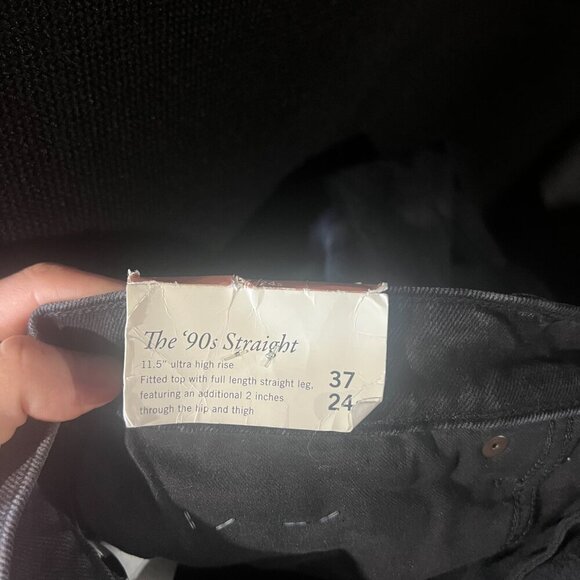 The '90s Straight
11.5" ultra high rise
Fitted top with full length straight leg,
featuring an additional 2 inches
through the hip and thigh
37
24